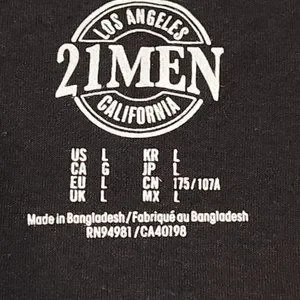 LOS ANGELES
21MEN
CALIFORNIA
US L KR L
CA G JP L
EU L CN 175/107A
UK L MX L
Made in Bangladesh/Fabriqué au Bangladesh
RN94981/CA40198